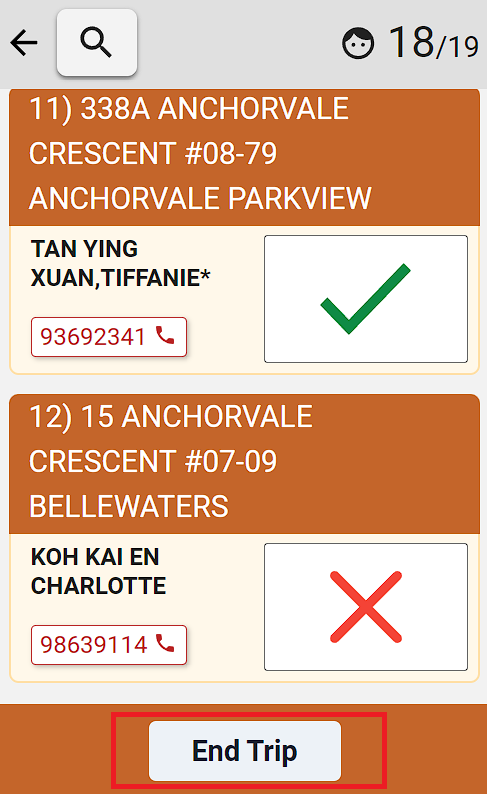 18/19
11) 338A ANCHORVALE
CRESCENT #08-79
ANCHORVALE PARKVIEW
TAN YING
XUAN,TIFFANIE*
93692341
12) 15 ANCHORVALE
CRESCENT #07-09
BELLEWATERS
KOH KAI EN
CHARLOTTE
98639114
End Trip